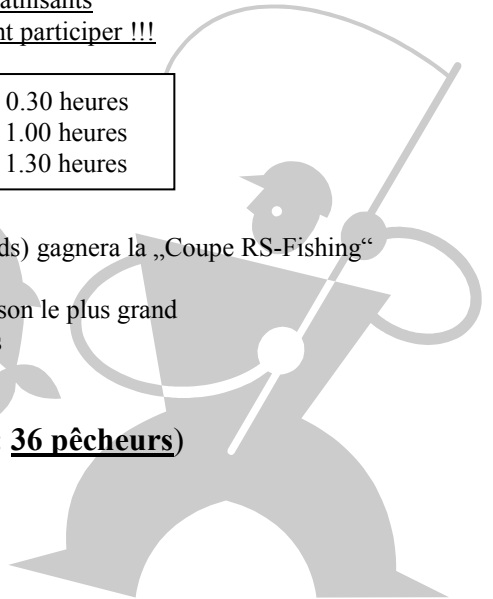 nt participer !!!
0.30 heures
1.00 heures
1.30 heures
ds) gagnera la „Coupe RS-Fishing“
son le plus grand
s
36 pêcheurs)